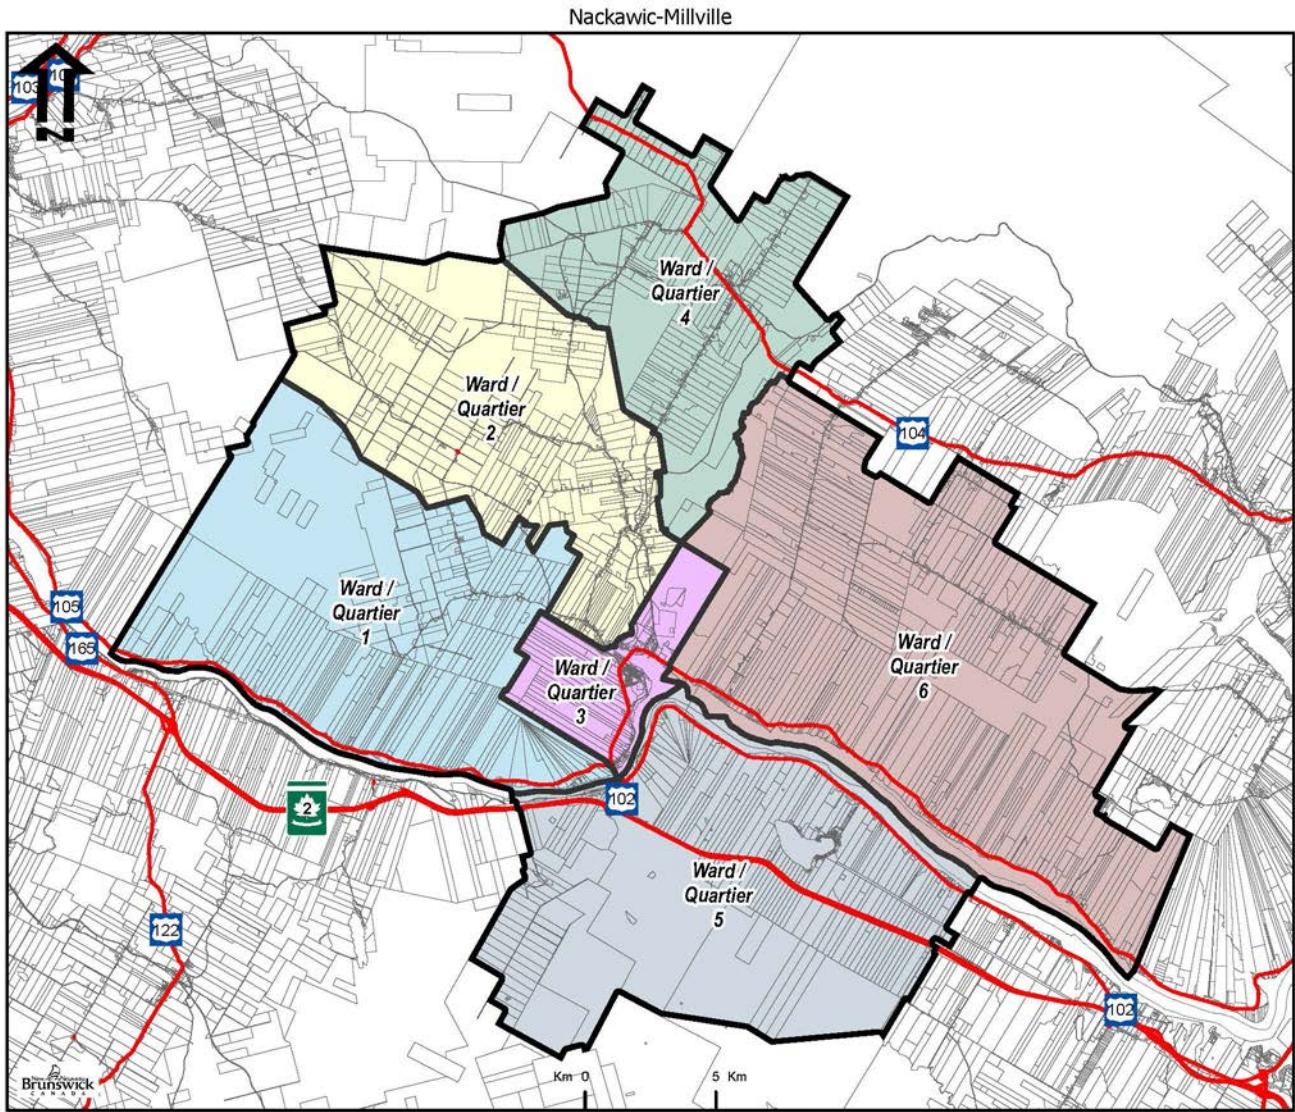 Nackawic-Millville
103
N
Ward /
Quartier
4
Ward /
Quartier
2
104
Ward /
Quartier
1
105
165
Ward /
Quartier
6
Ward /
Quartier
3
2
102
Ward /
Quartier
5
122
102
Brunswick
CANADA
Km 0 5 Km